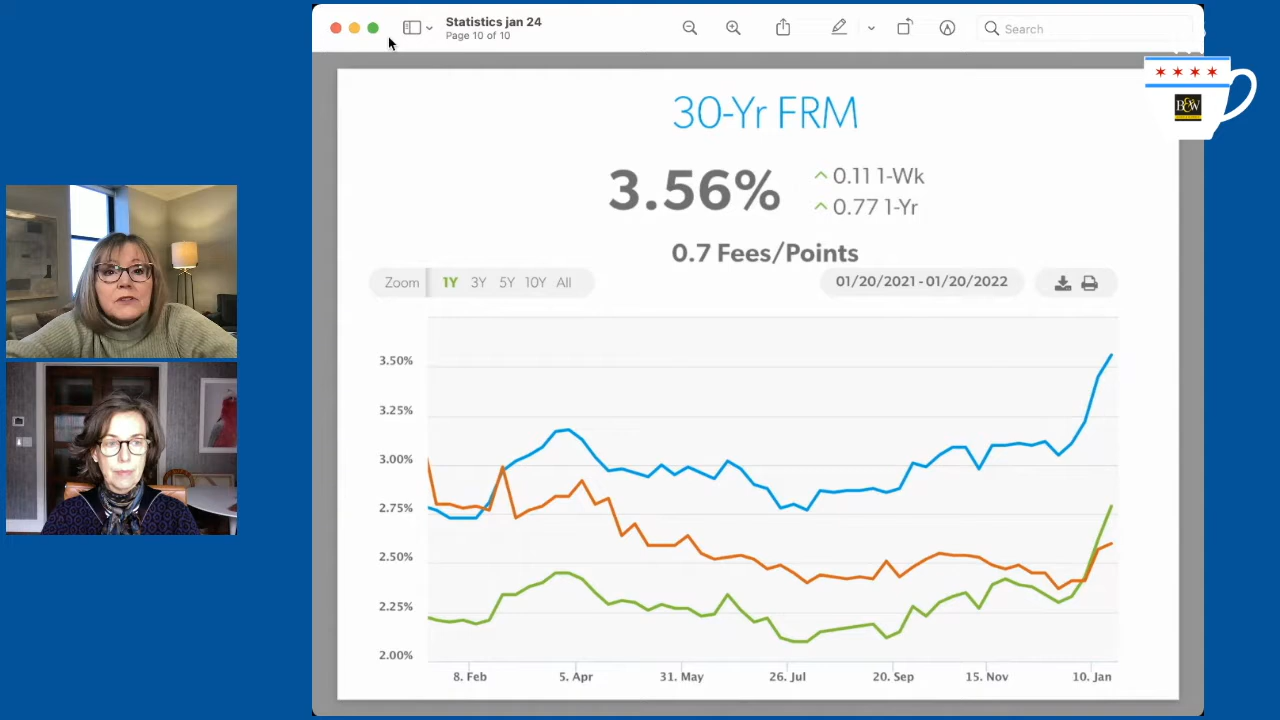 Statistics jan 24
Page 10 of 10
Search
B&W
30-Yr FRM
3.56%
0.11 1-Wk
0.77 1-Yr
0.7 Fees/Points
Zoom 1Y 3Y 5Y 10Y All
01/20/2021 - 01/20/2022
3.50%
3.25%
3.00%
2.75%
2.50%
2.25%
2.00%
8. Feb 5. Apr 31. May 26. Jul 20. Sep 15. Nov 10. Jan